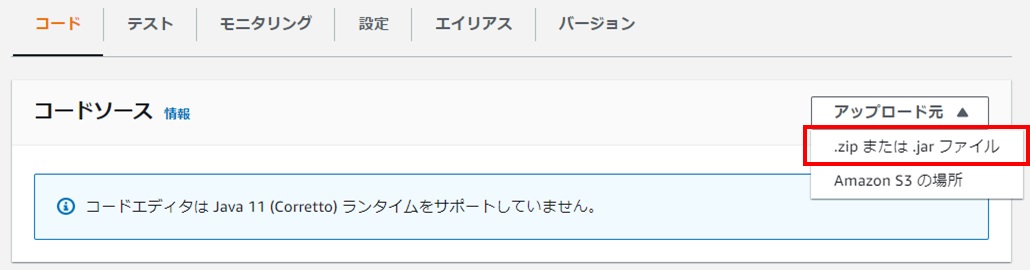 コード テスト モニタリング 設定 エイリアス バージョン
コードソース 情報 アップロード元 ▲
.zip または .jar ファイル
Amazon S3 の場所
コードエディタは Java 11 (Corretto) ランタイムをサポートしていません。